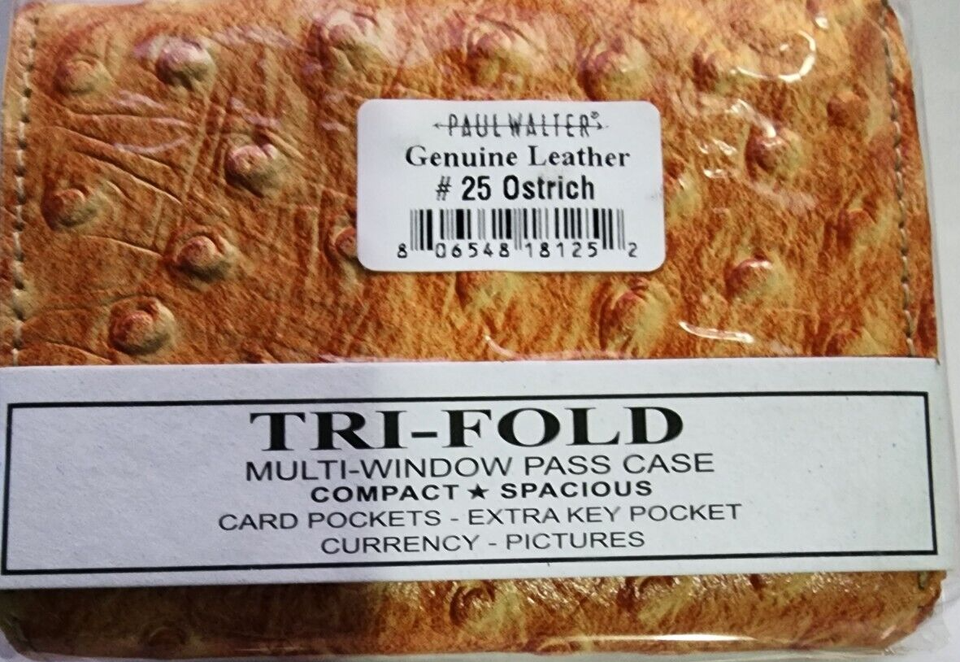 PAUL WALTER®
Genuine Leather
# 25 Ostrich
8 06548 18125 2
TRI-FOLD
MULTI-WINDOW PASS CASE
COMPACT ★ SPACIOUS
CARD POCKETS - EXTRA KEY POCKET
CURRENCY - PICTURES